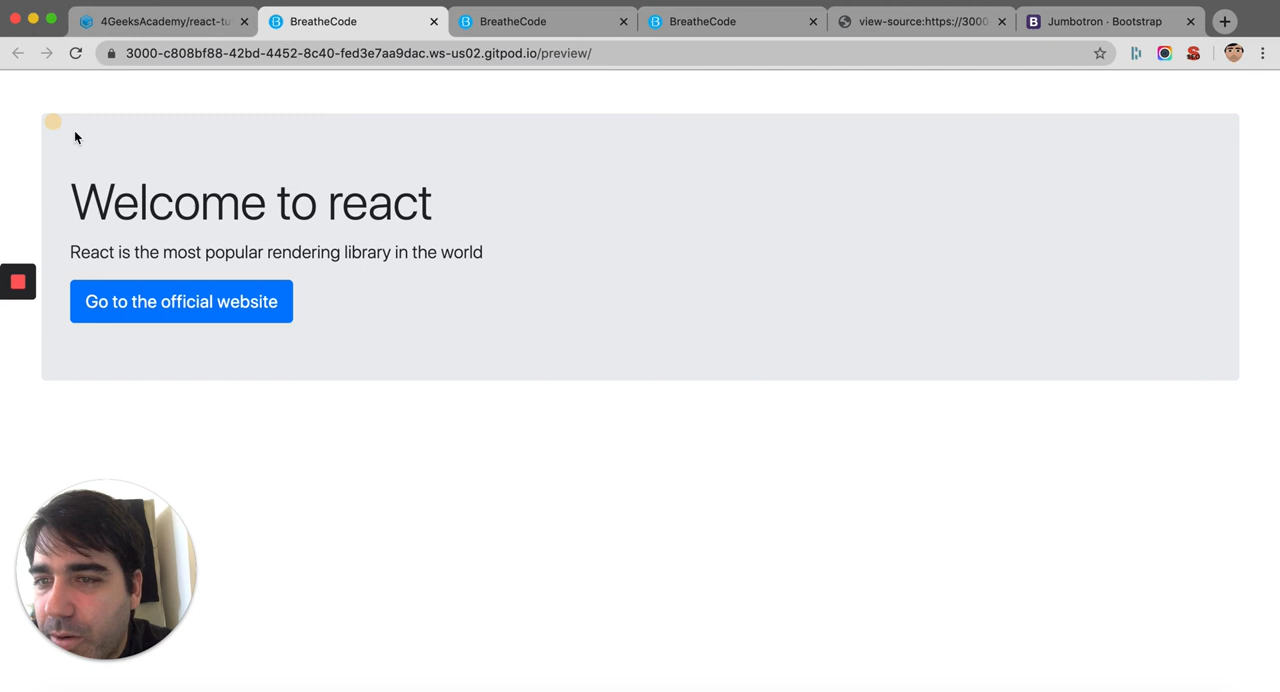 4GeeksAcademy/react-tu
BreatheCode
BreatheCode
BreatheCode
view-source:https://3000
B
Jumbotron · Bootstrap
3000-c808bf88-42bd-4452-8c40-fed3e7aa9dac.ws-us02.gitpod.io/preview/
Welcome to react
React is the most popular rendering library in the world
Go to the official website